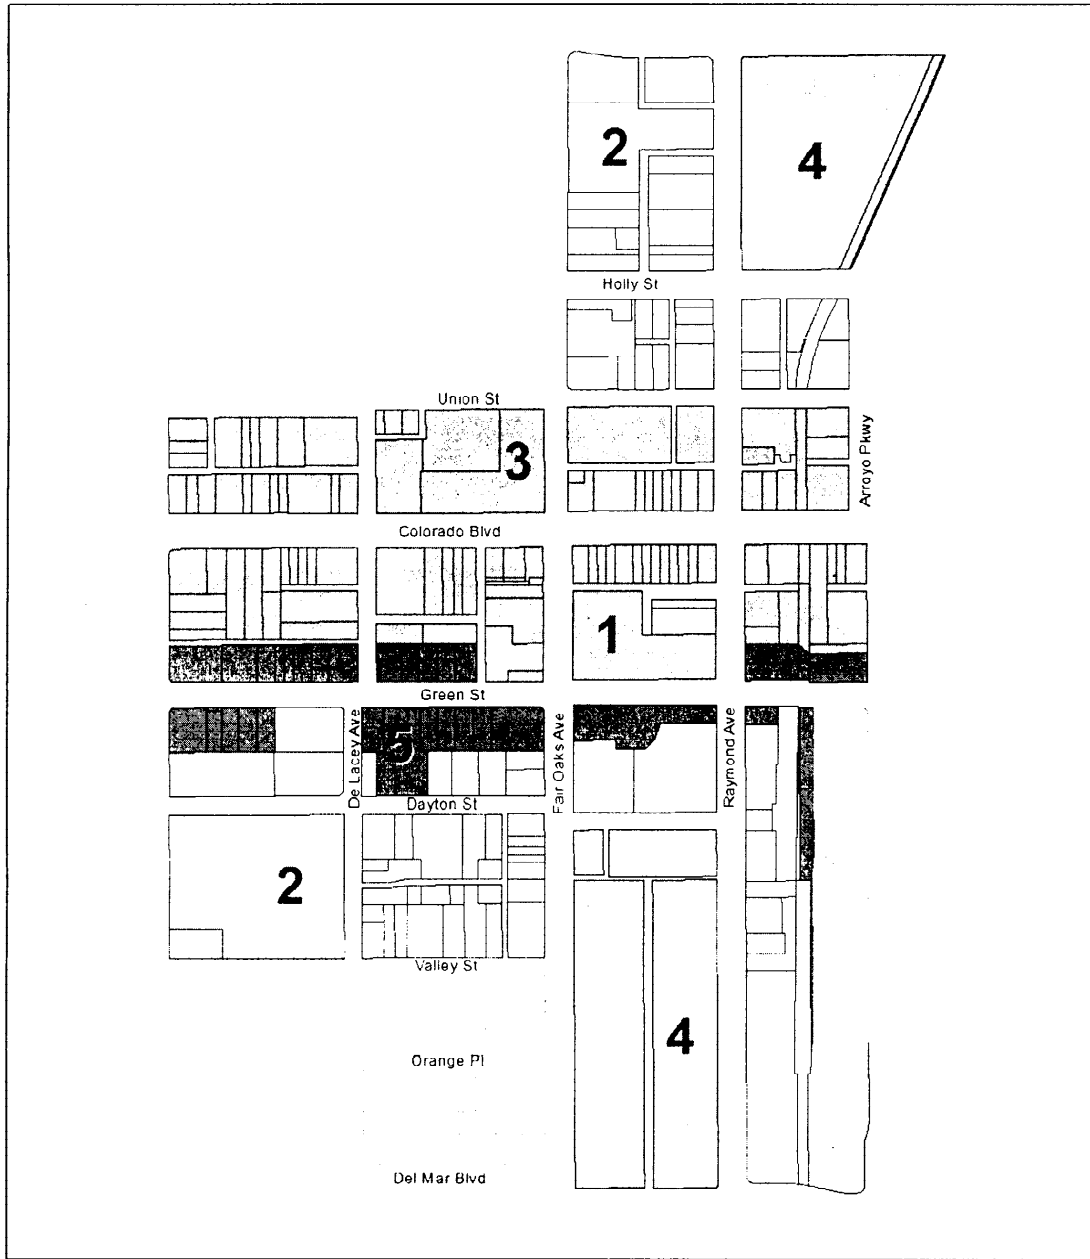 2
4
Holly St
Union St
3
Arroyo Pkwy
Colorado Blvd
1
Green St
De Lacey Ave
5
Fair Oaks Ave
Raymond Ave
Dayton St
2
Valley St
4
Orange Pl
Del Mar Blvd